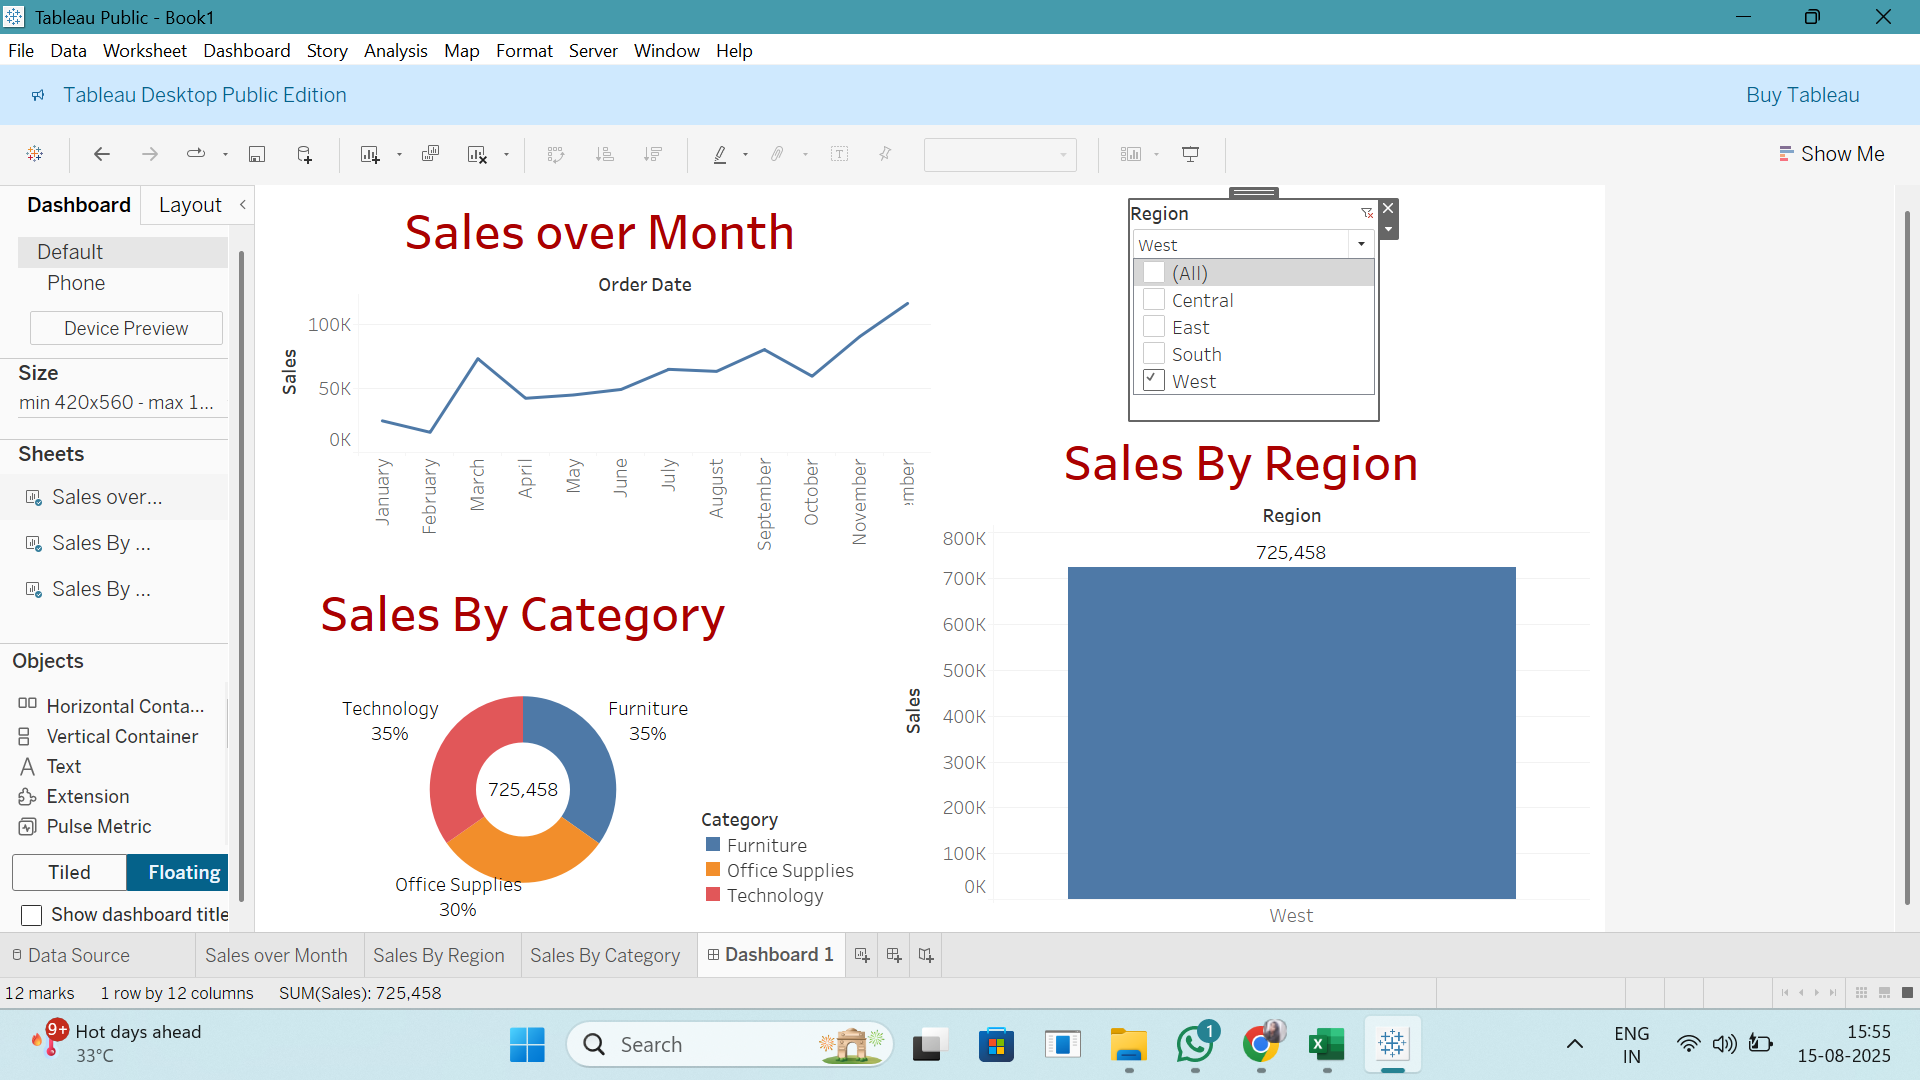 Tableau Public - Book1
File Data Worksheet Dashboard Story Analysis Map Format Server Window Help
Tableau Desktop Public Edition
Buy Tableau
Show Me
Dashboard
Layout
Default
Phone
Device Preview
Size
min 420x560 - max 1...
Sheets
Sales over...
Sales By ...
Sales By ...
Objects
Horizontal Conta...
Vertical Container
Text
Extension
Pulse Metric
Tiled
Floating
Show dashboard title
Sales over Month
Order Date
Sales
100K
50K
0K
January
February
March
April
May
June
July
August
September
October
November
ember
Region
West
(All)
Central
East
South
West
Sales By Region
Region
800K
725,458
700K
600K
500K
400K
300K
200K
100K
0K
Sales
West
Sales By Category
Technology
35%
Furniture
35%
725,458
Office Supplies
30%
Category
Furniture
Office Supplies
Technology
Data Source
Sales over Month
Sales By Region
Sales By Category
Dashboard 1
12 marks
1 row by 12 columns
SUM(Sales): 725,458
9+
Hot days ahead
33°C
Search
1
ENG
IN
15:55
15-08-2025